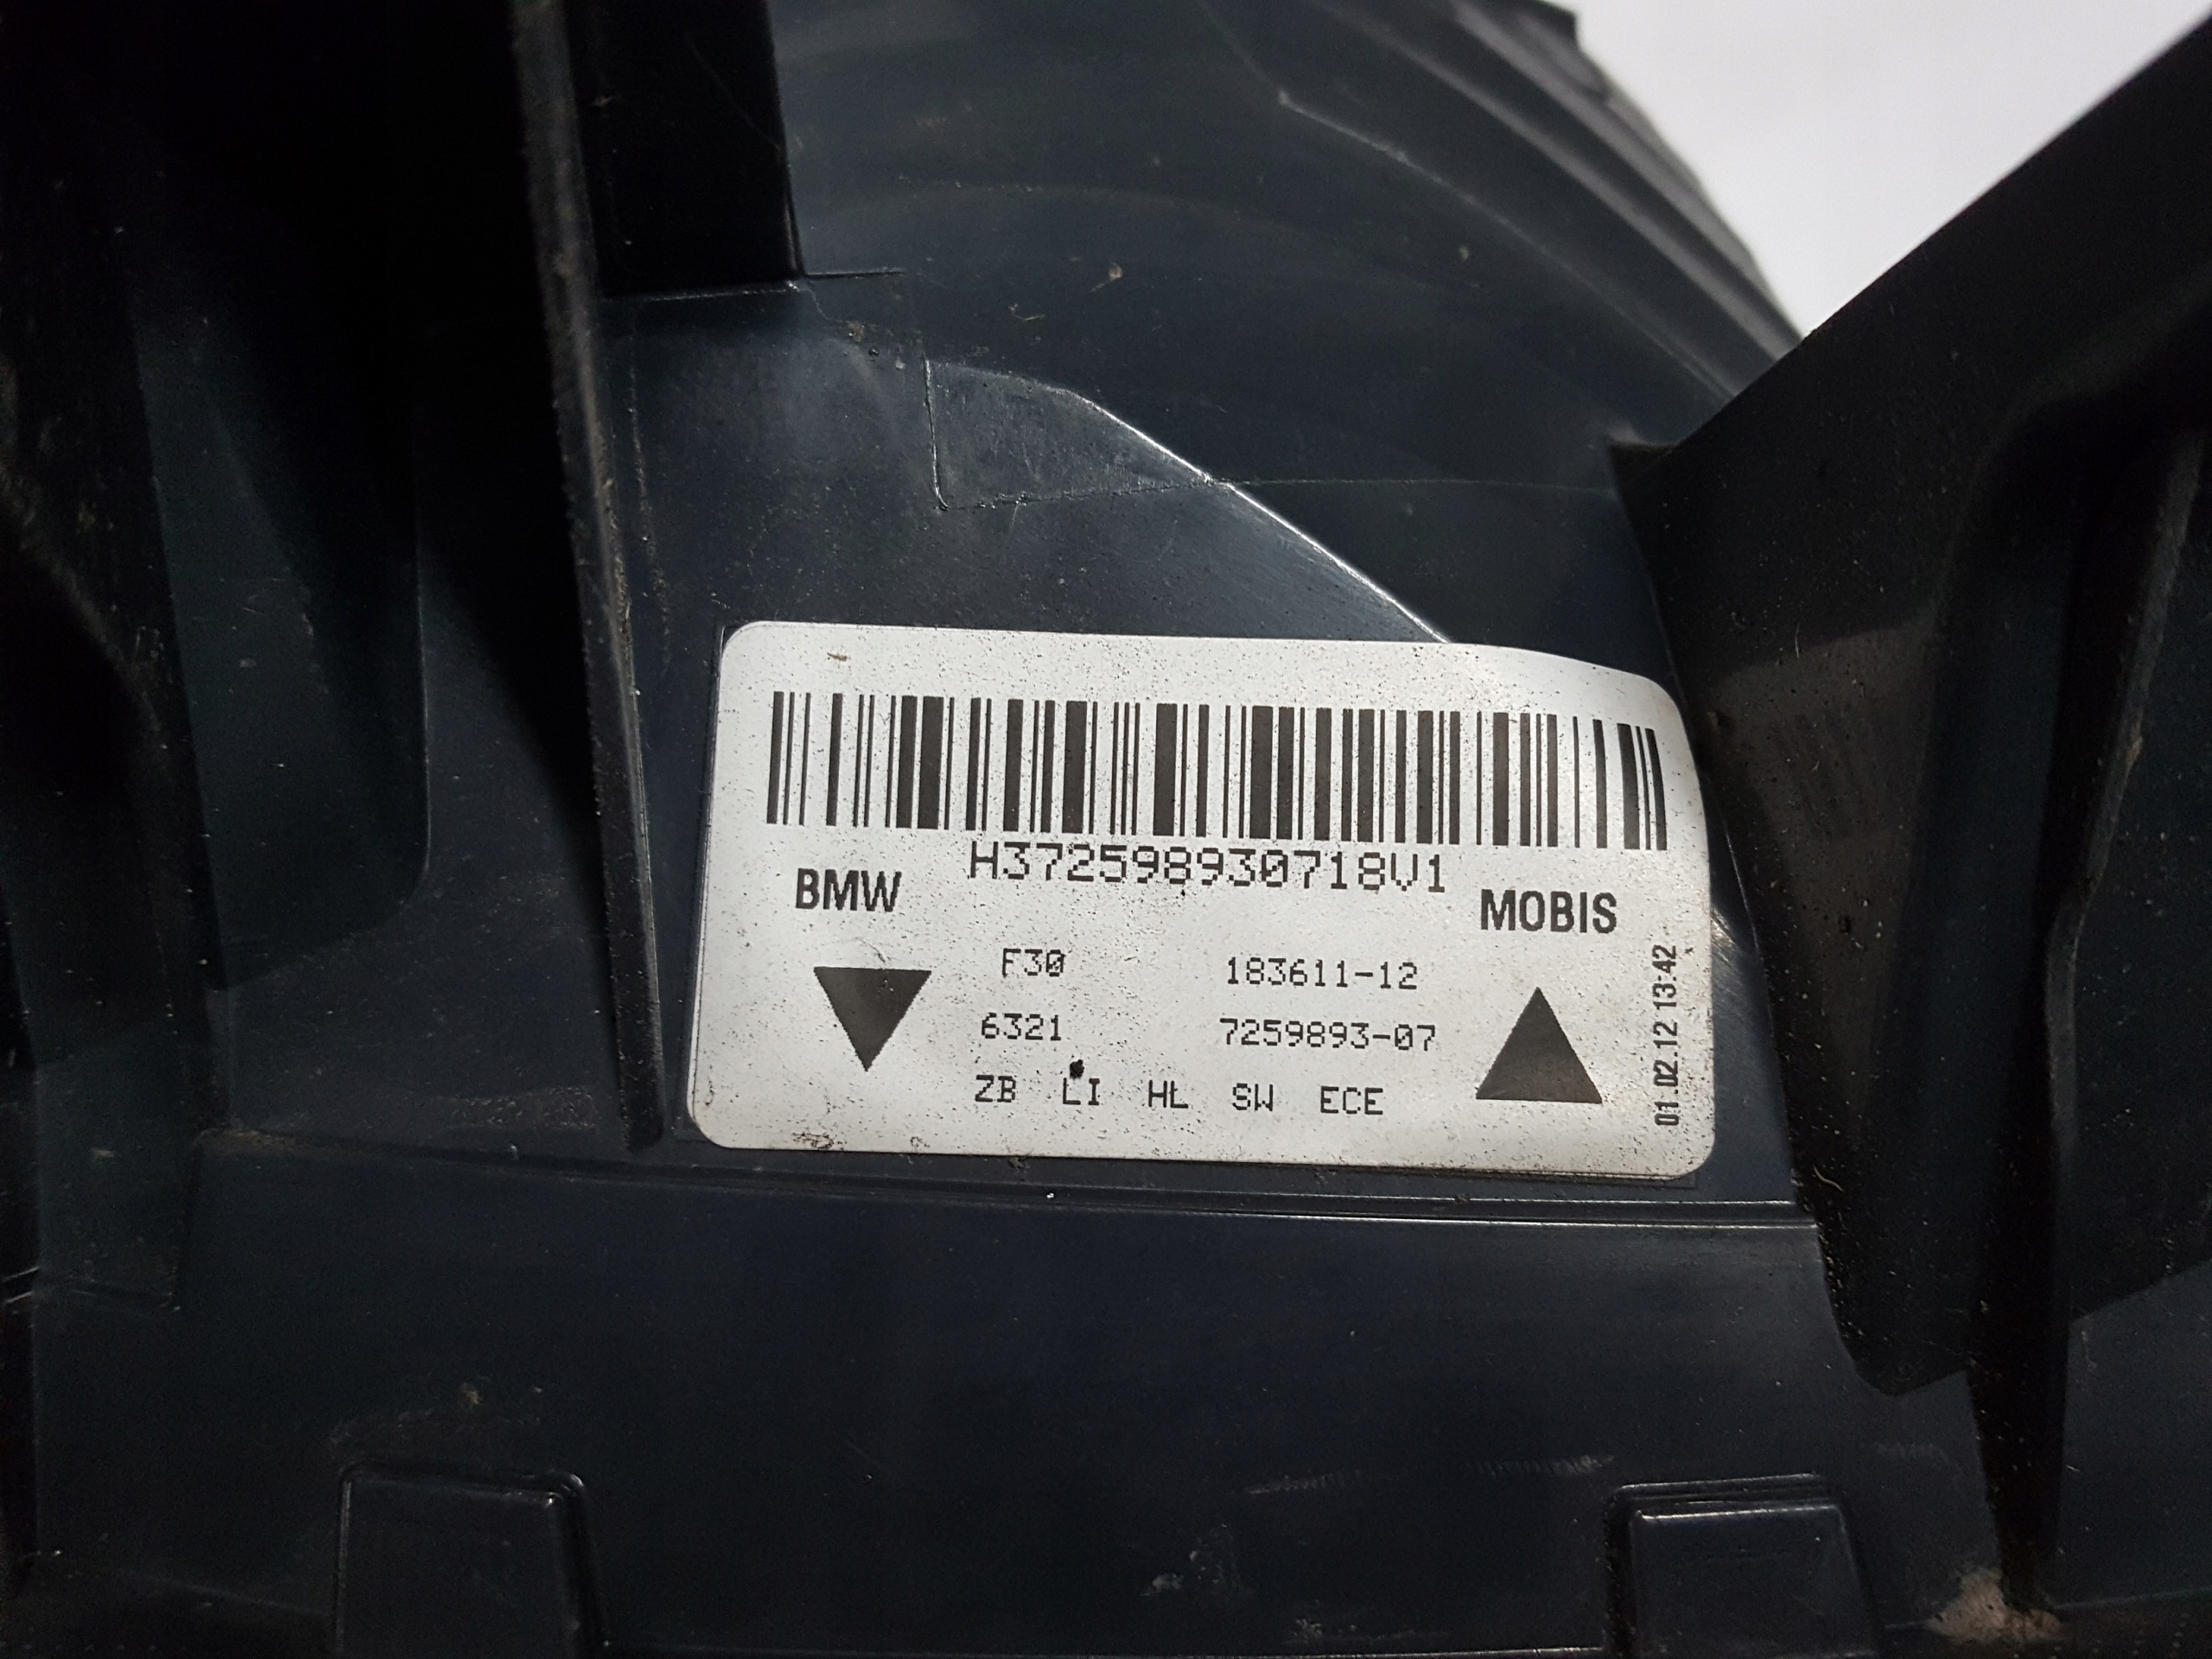 H372598930718V1
BMW
MOBIS
F30 183611-12
6321 7259893-07
ZB LI HL SW ECE
01.02.12 13:42